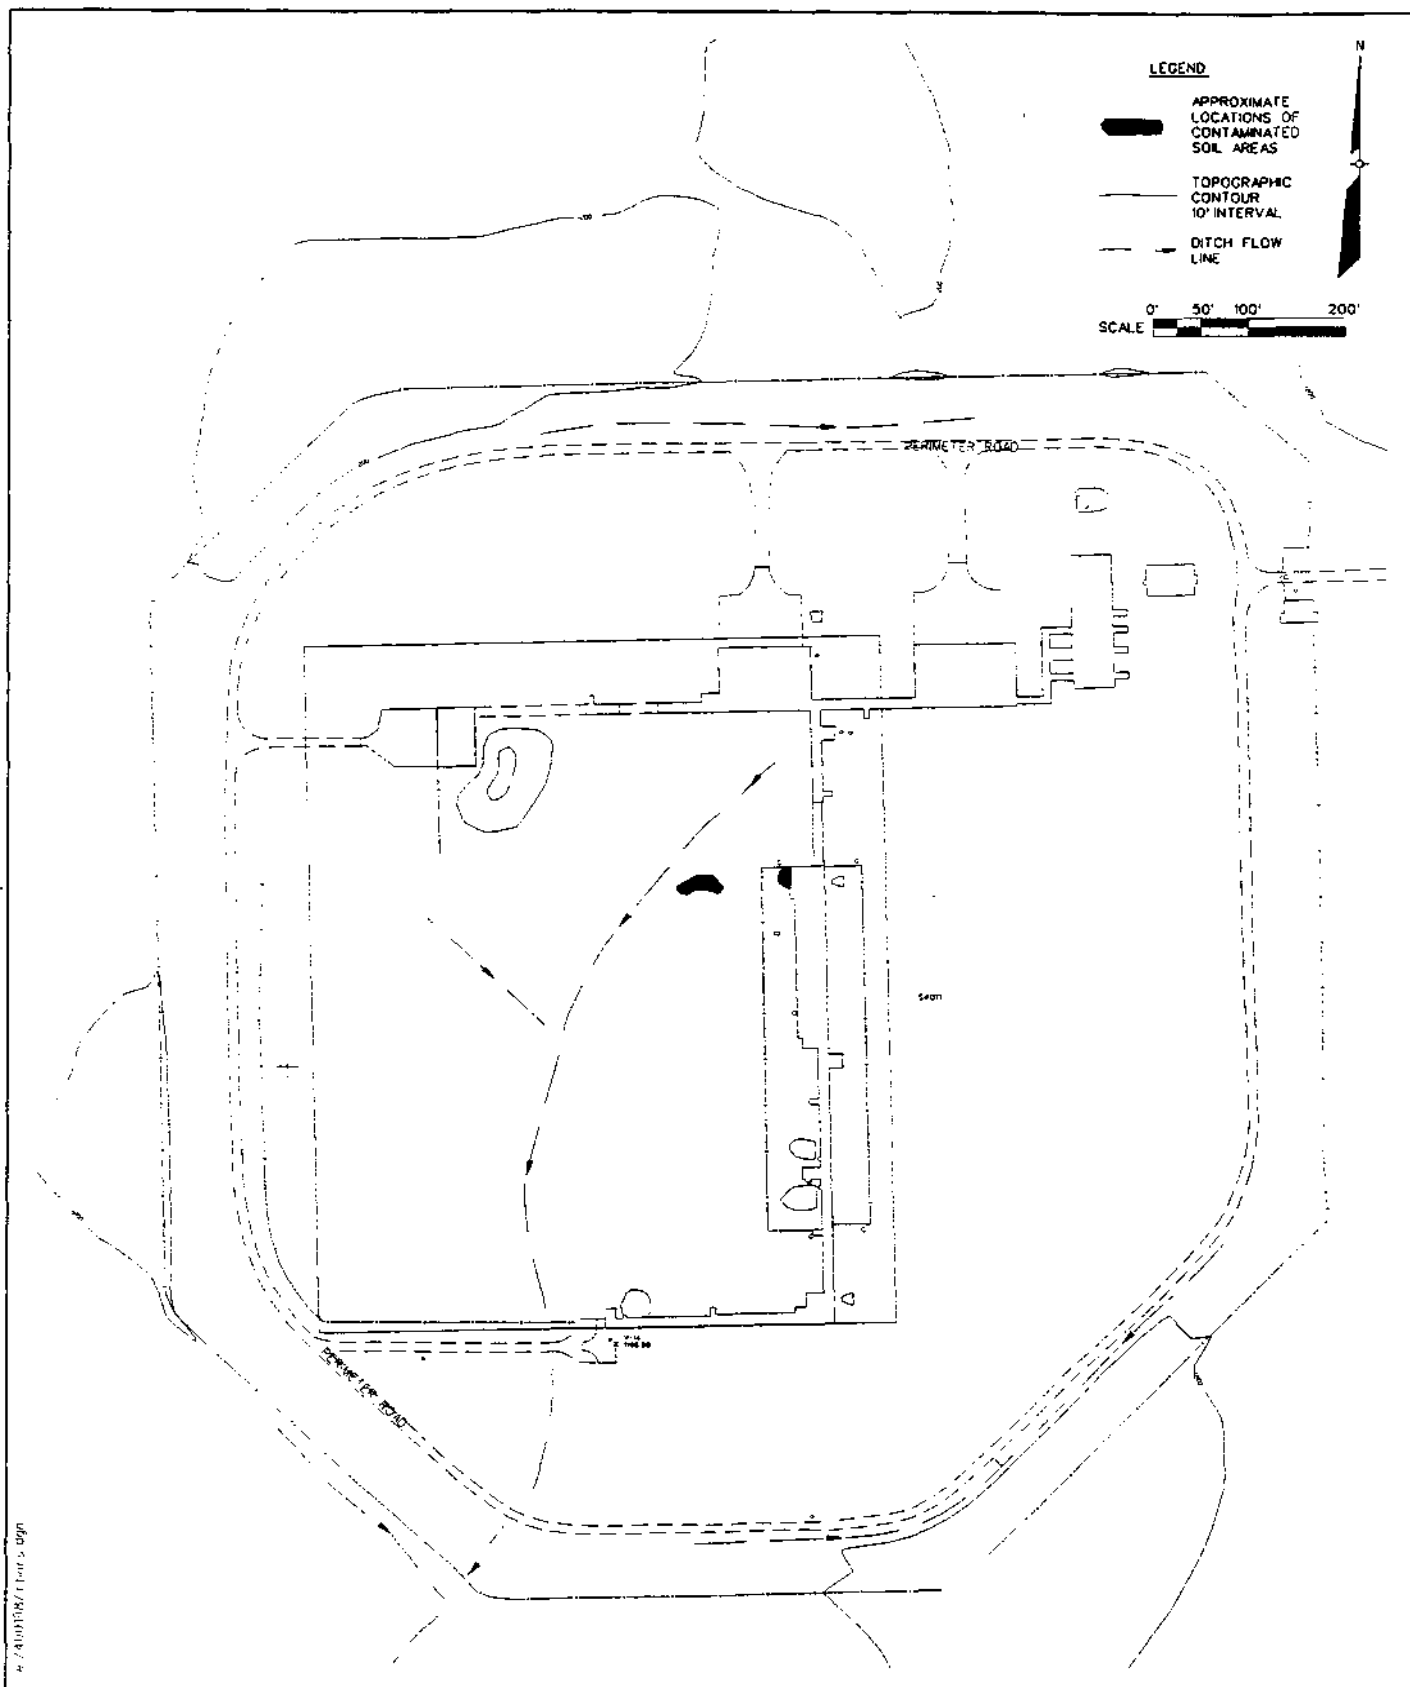 N
LEGEND
APPROXIMATE
LOCATIONS OF
CONTAMINATED
SOIL AREAS
TOPOGRAPHIC
CONTOUR
10' INTERVAL
DITCH FLOW
LINE
0' 50' 100' 200'
SCALE
PERIMETER ROAD
PERIMETER ROAD